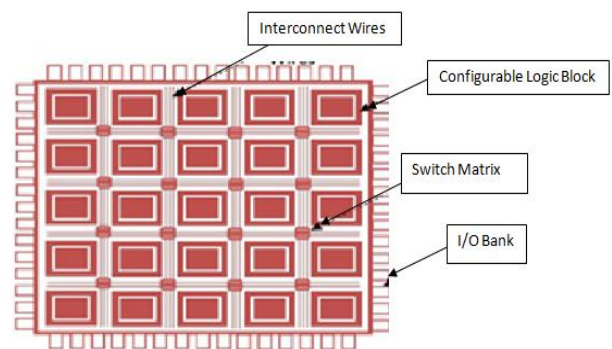 Interconnect Wires
Configurable Logic Block
Switch Matrix
I/O Bank